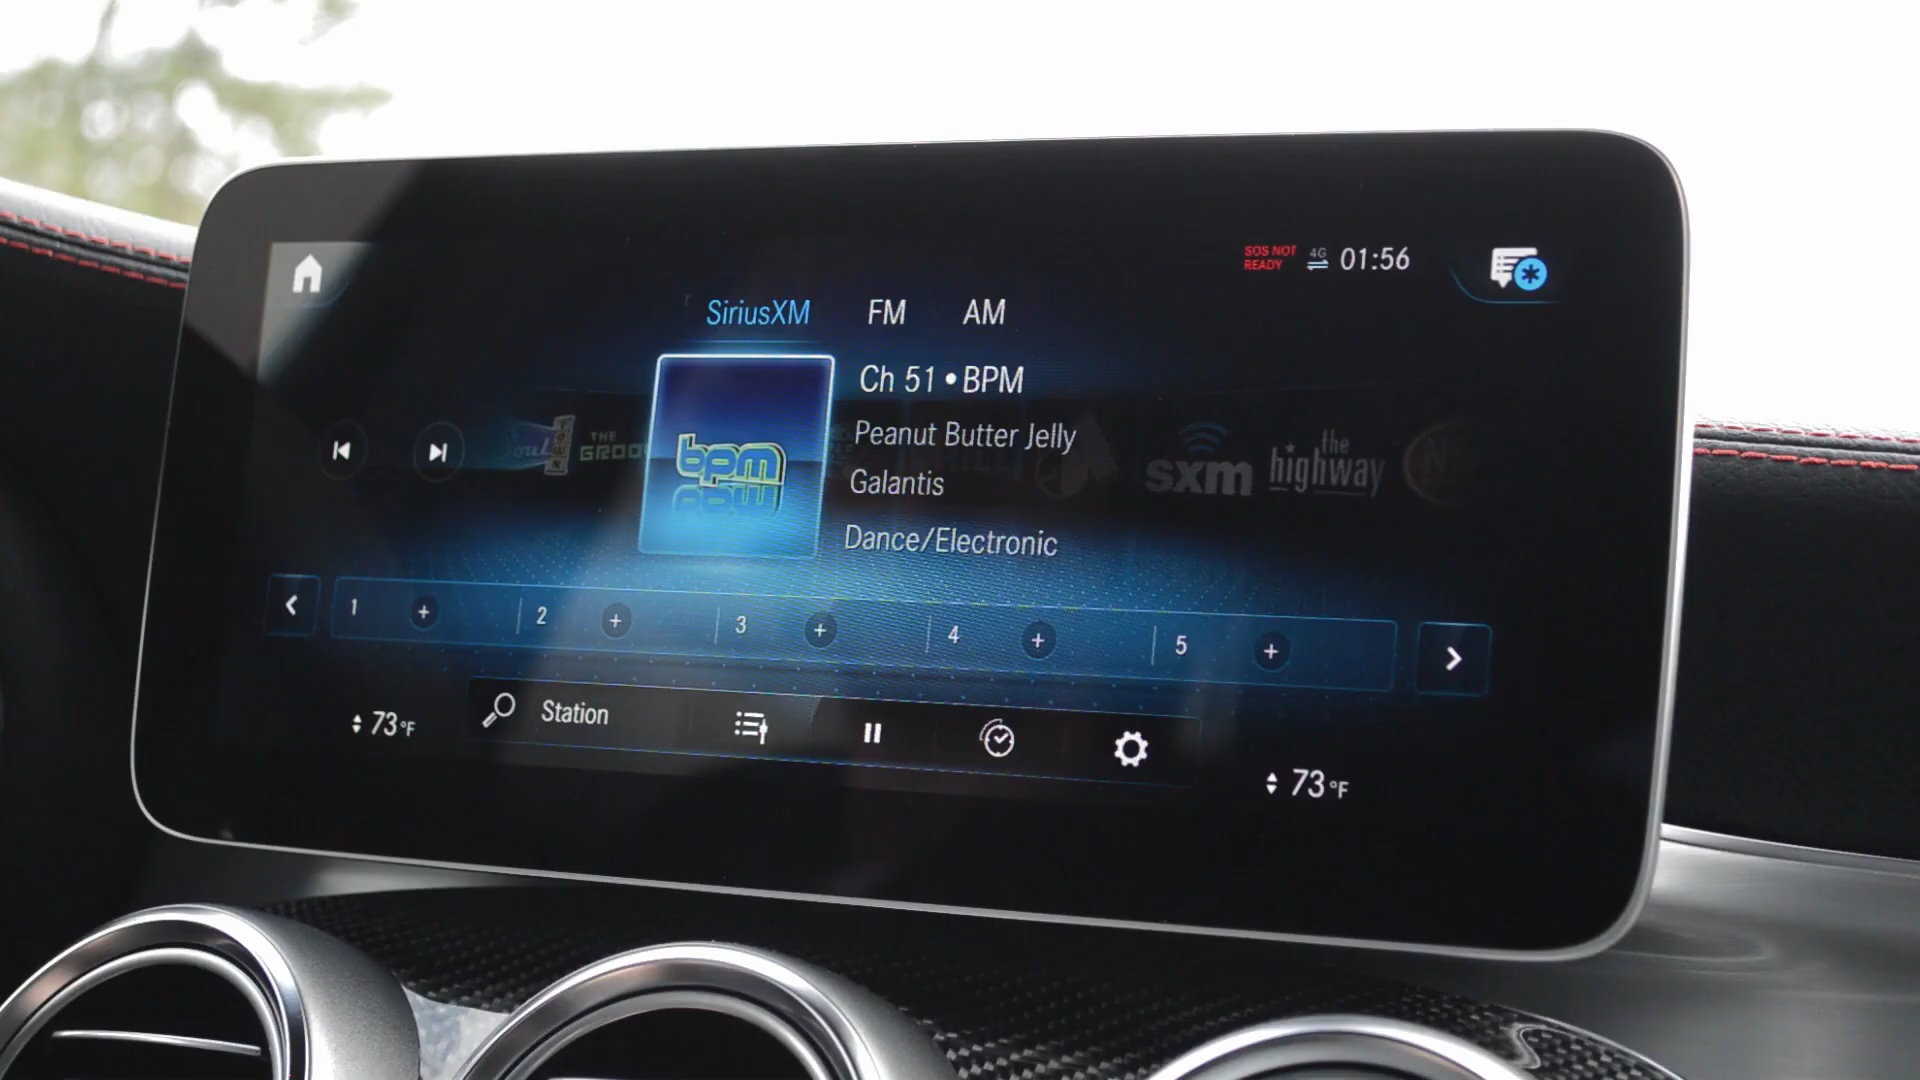 SOS NOT
READY
4G
01:56
SiriusXM FM AM
Ch 51 • BPM
Peanut Butter Jelly
Galantis
Dance/Electronic
THE
bpm
sxm
the
highway
1 + 2 + 3 + 4 + 5 +
73°F
Station
73°F